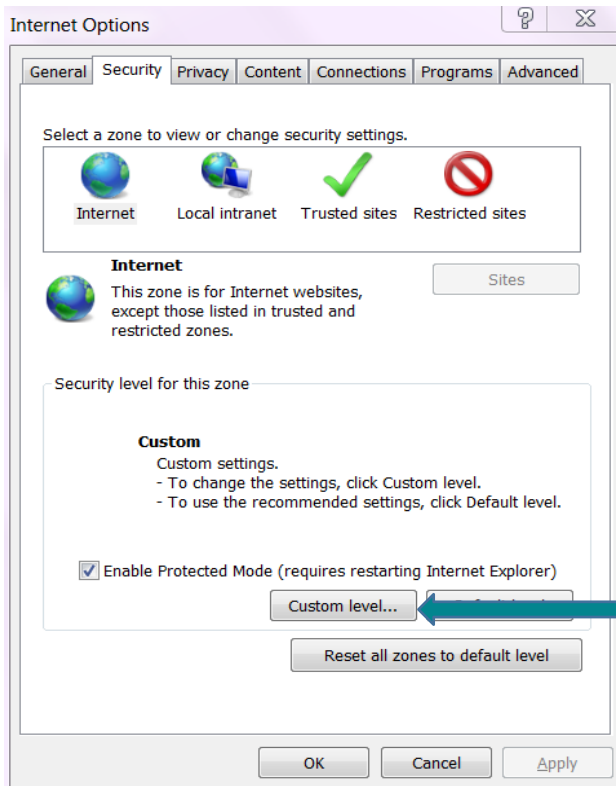 Internet Options
General Security Privacy Content Connections Programs Advanced
Select a zone to view or change security settings.
Internet Local intranet Trusted sites Restricted sites
Internet
Sites
This zone is for Internet websites,
except those listed in trusted and
restricted zones.
Security level for this zone
Custom
Custom settings.
- To change the settings, click Custom level.
- To use the recommended settings, click Default level.
Enable Protected Mode (requires restarting Internet Explorer)
Custom level...
Reset all zones to default level
OK Cancel Apply